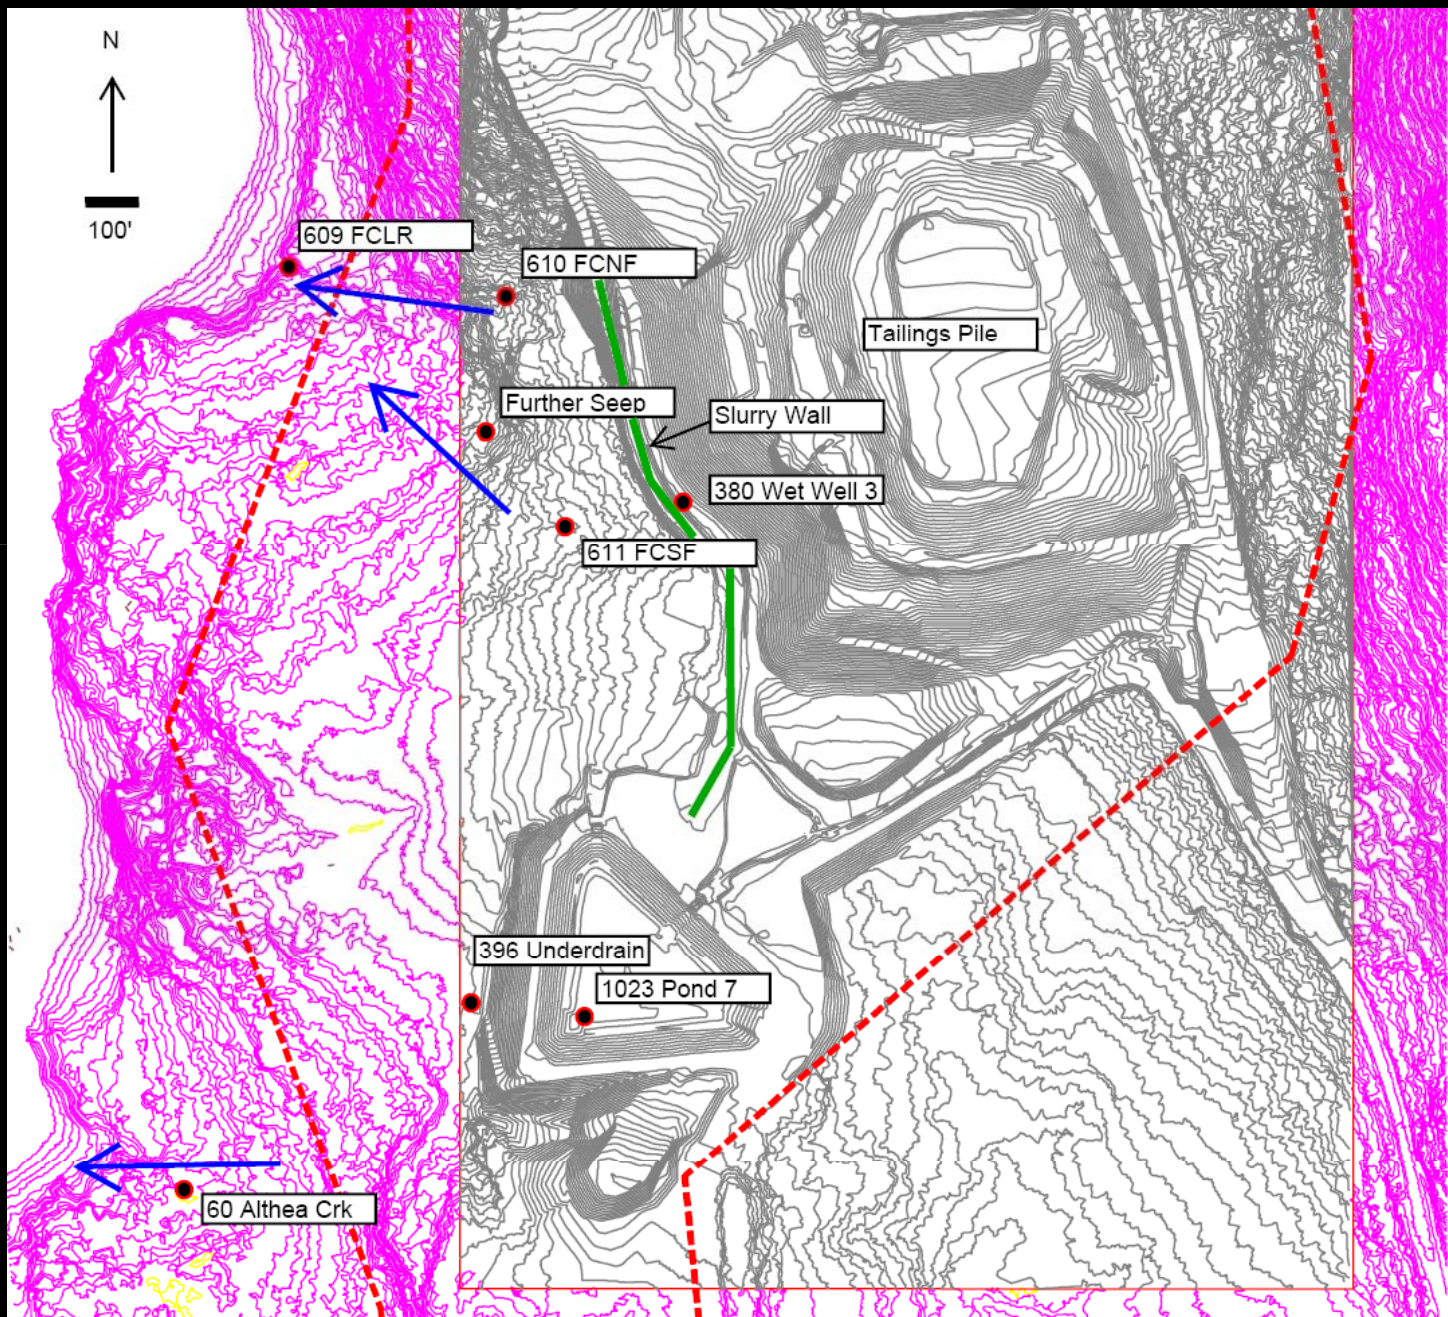 N
100'
609 FCLR
610 FCNF
Tailings Pile
Further Seep
Slurry Wall
380 Wet Well 3
611 FCSF
396 Underdrain
1023 Pond 7
60 Althea Crk